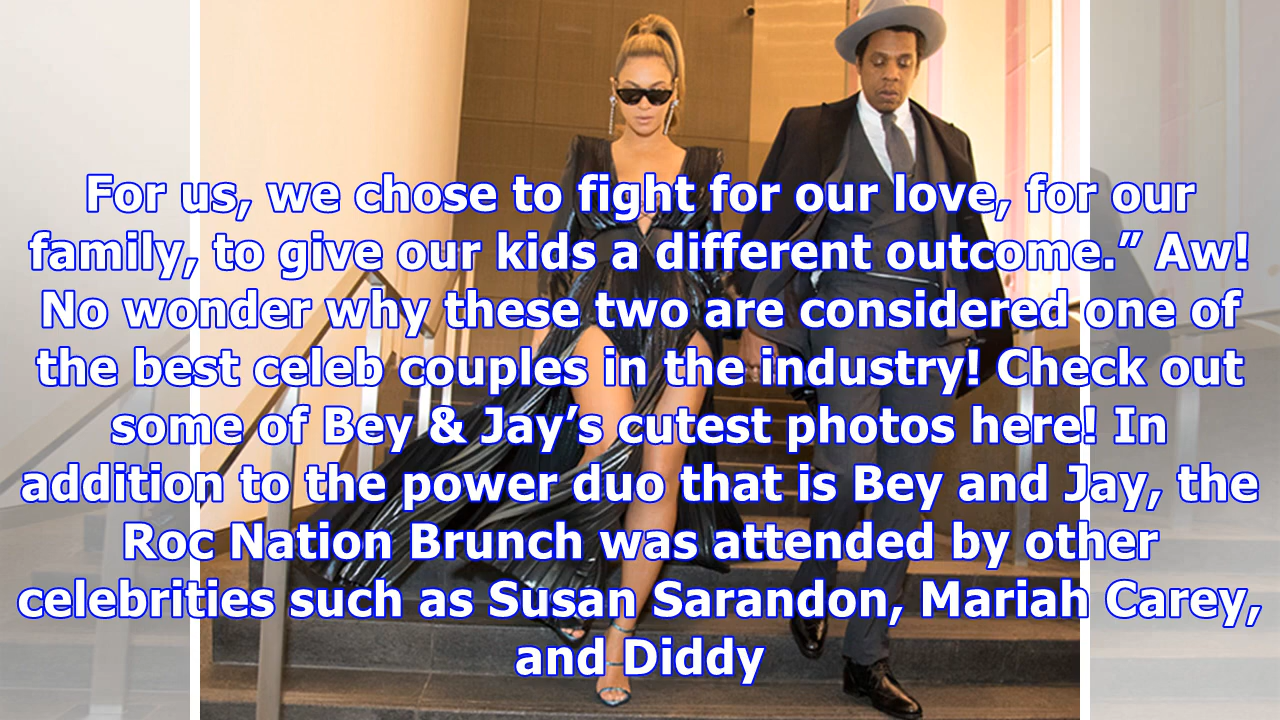 For us, we chose to fight for our love, for our
family, to give our kids a different outcome.” Aw!
No wonder why these two are considered one of
the best celeb couples in the industry! Check out
some of Bey & Jay’s cutest photos here! In
addition to the power duo that is Bey and Jay, the
Roc Nation Brunch was attended by other
celebrities such as Susan Sarandon, Mariah Carey,
and Diddy